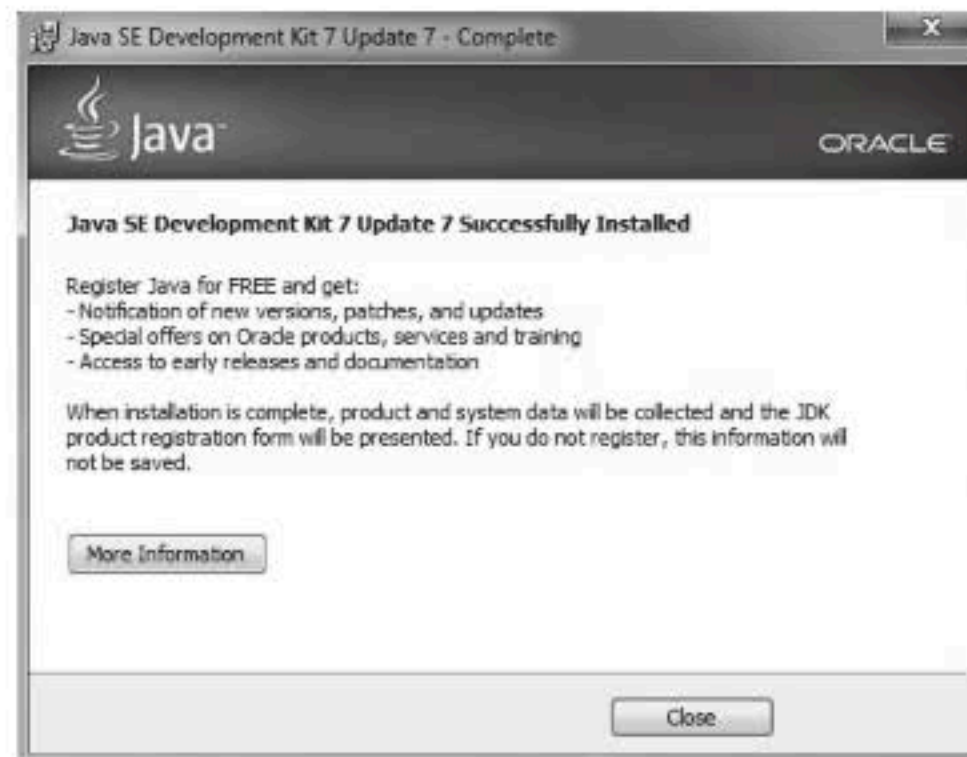 Java SE Development Kit 7 Update 7 - Complete
x
Java™
ORACLE
Java SE Development Kit 7 Update 7 Successfully Installed
Register Java for FREE and get:
- Notification of new versions, patches, and updates
- Special offers on Oracle products, services and training
- Access to early releases and documentation
When installation is complete, product and system data will be collected and the JDK
product registration form will be presented. If you do not register, this information will
not be saved.
More Information
Close